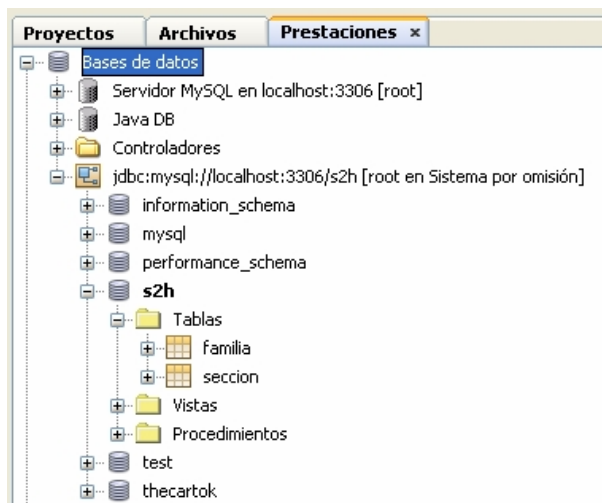 Proyectos Archivos Prestaciones ×
Bases de datos
Servidor MySQL en localhost:3306 [root]
Java DB
Controladores
jdbc:mysql://localhost:3306/s2h [root en Sistema por omisión]
information_schema
mysql
performance_schema
s2h
Tablas
familia
seccion
Vistas
Procedimientos
test
thecartok